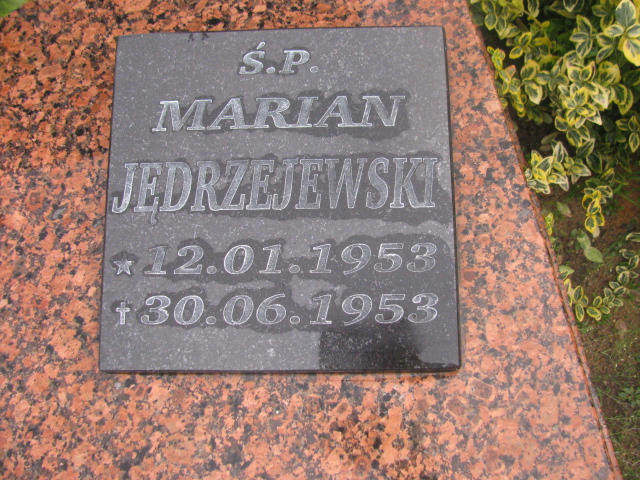 Ś.P.
MARIAN
JĘDRZEJEWSKI
★ 12.01.1953
✝ 30.06.1953